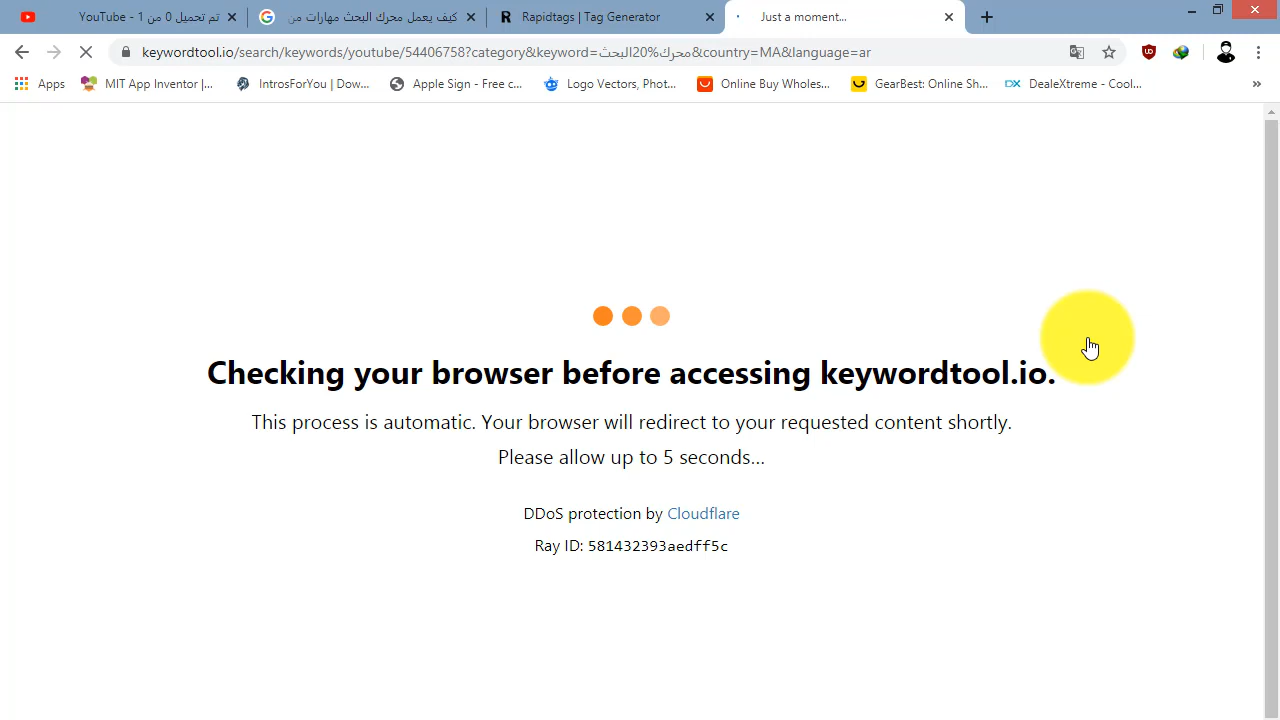 تم تحميل 0 من 1 - YouTube
كيف يعمل محرك البحث مهارات من
Rapidtags | Tag Generator
Just a moment...
keywordtool.io/search/keywords/youtube/54406758?category&keyword=محرك%20البحث&country=MA&language=ar
Apps
MIT App Inventor |...
IntrosForYou | Dow...
Apple Sign - Free c...
Logo Vectors, Phot...
Online Buy Wholes...
GearBest: Online Sh...
DX
DealeXtreme - Cool...
Checking your browser before accessing keywordtool.io.
This process is automatic. Your browser will redirect to your requested content shortly.
Please allow up to 5 seconds...
DDoS protection by Cloudflare
Ray ID: 581432393aedff5c